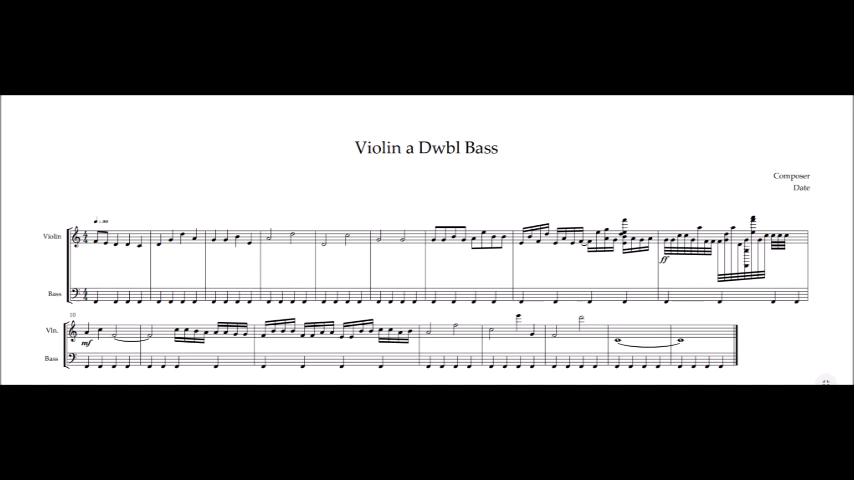 Violin a Dwbl Bass
Composer
Date
Violin
ff
Bass
10
Vln.
mf
Bass